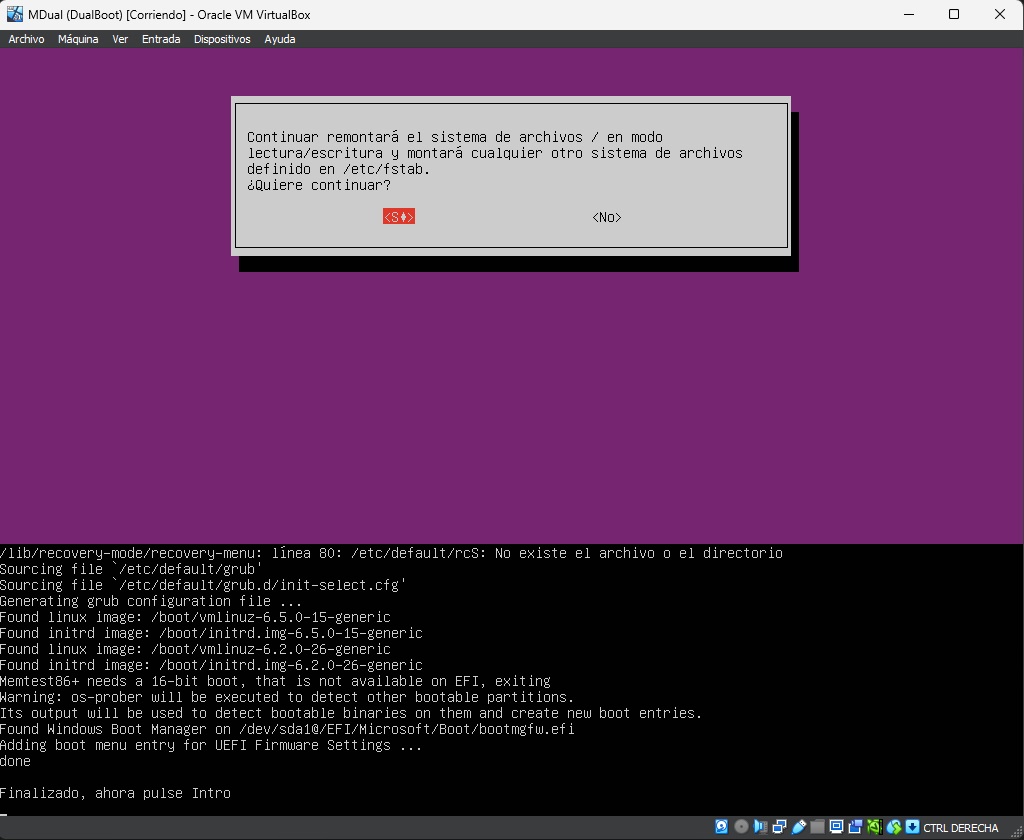 MDual (DualBoot) [Corriendo] - Oracle VM VirtualBox
Archivo Máquina Ver Entrada Dispositivos Ayuda
Continuar remontará el sistema de archivos / en modo
lectura/escritura y montará cualquier otro sistema de archivos
definido en /etc/fstab.
¿Quiere continuar?
<S♦> <No>
/lib/recovery-mode/recovery-menu: línea 80: /etc/default/rcS: No existe el archivo o el directorio
Sourcing file `/etc/default/grub'
Sourcing file `/etc/default/grub.d/init-select.cfg'
Generating grub configuration file ...
Found linux image: /boot/vmlinuz-6.5.0-15-generic
Found initrd image: /boot/initrd.img-6.5.0-15-generic
Found linux image: /boot/vmlinuz-6.2.0-26-generic
Found initrd image: /boot/initrd.img-6.2.0-26-generic
Memtest86+ needs a 16-bit boot, that is not available on EFI, exiting
Warning: os-prober will be executed to detect other bootable partitions.
Its output will be used to detect bootable binaries on them and create new boot entries.
Found Windows Boot Manager on /dev/sda1@/EFI/Microsoft/Boot/bootmgfw.efi
Adding boot menu entry for UEFI Firmware Settings ...
done
Finalizado, ahora pulse Intro
CTRL DERECHA